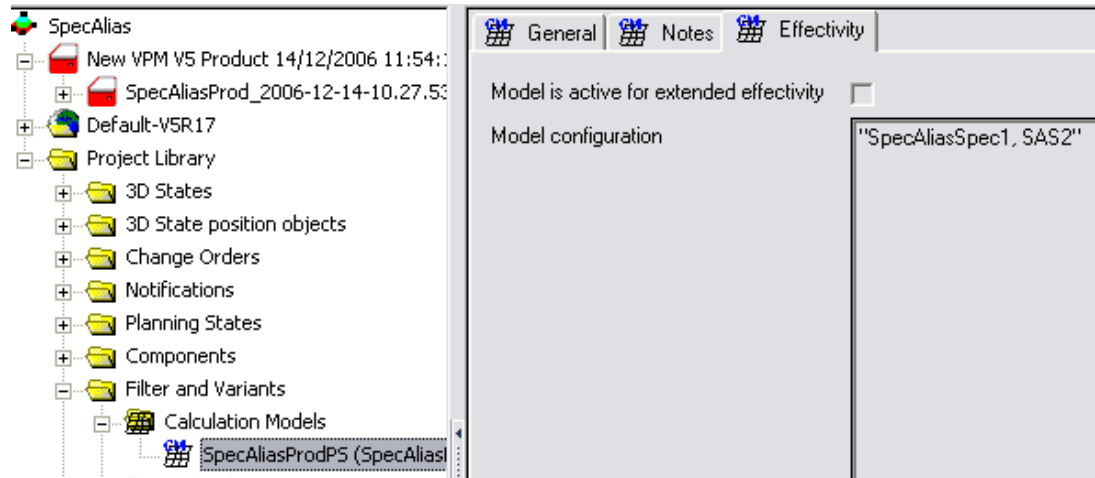 SpecAlias
New VPM V5 Product 14/12/2006 11:54:
SpecAliasProd_2006-12-14-10.27.53
Default-V5R17
Project Library
3D States
3D State position objects
Change Orders
Notifications
Planning States
Components
Filter and Variants
Calculation Models
SpecAliasProdPS (SpecAlias
General Notes Effectivity
Model is active for extended effectivity
Model configuration
"SpecAliasSpec1, SAS2"